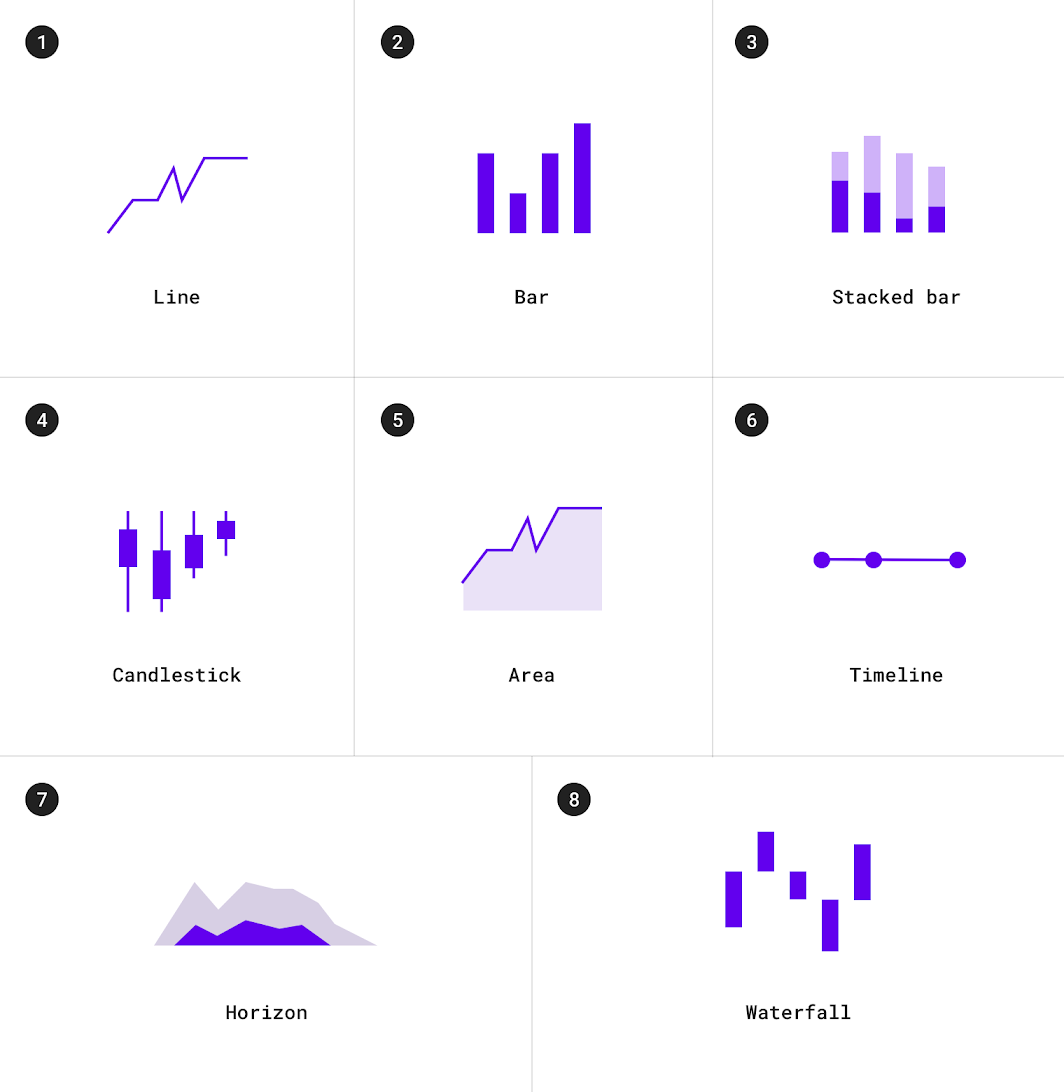 1
2
3
Line
Bar
Stacked bar
4
5
6
Candlestick
Area
Timeline
7
8
Horizon
Waterfall